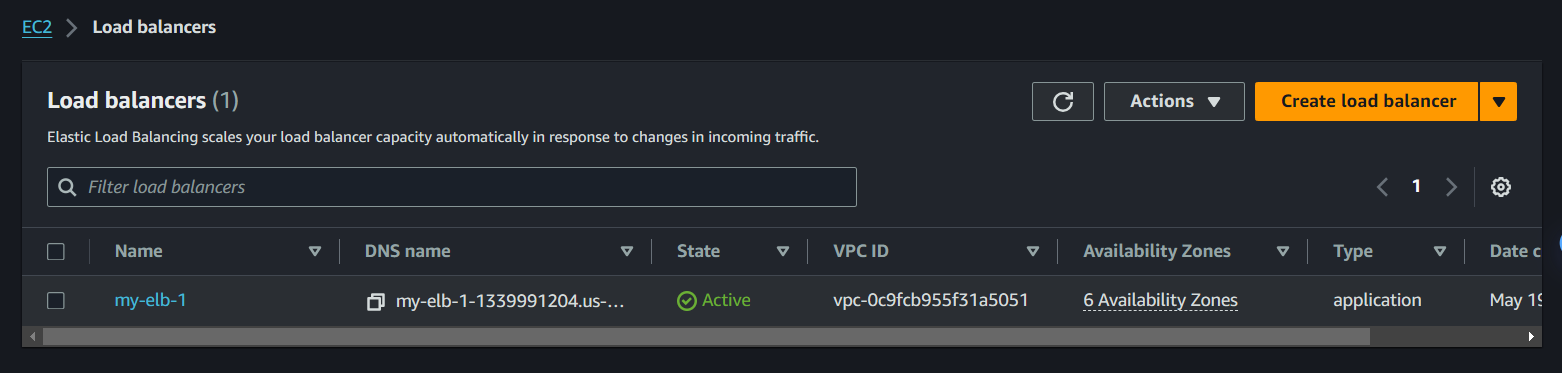 EC2 > Load balancers
Load balancers (1)
Actions
Create load balancer
Elastic Load Balancing scales your load balancer capacity automatically in response to changes in incoming traffic.
Filter load balancers
1
Name DNS name State VPC ID Availability Zones Type Date c
my-elb-1 my-elb-1-1339991204.us-... Active vpc-0c9fcb955f31a5051 6 Availability Zones application May 19